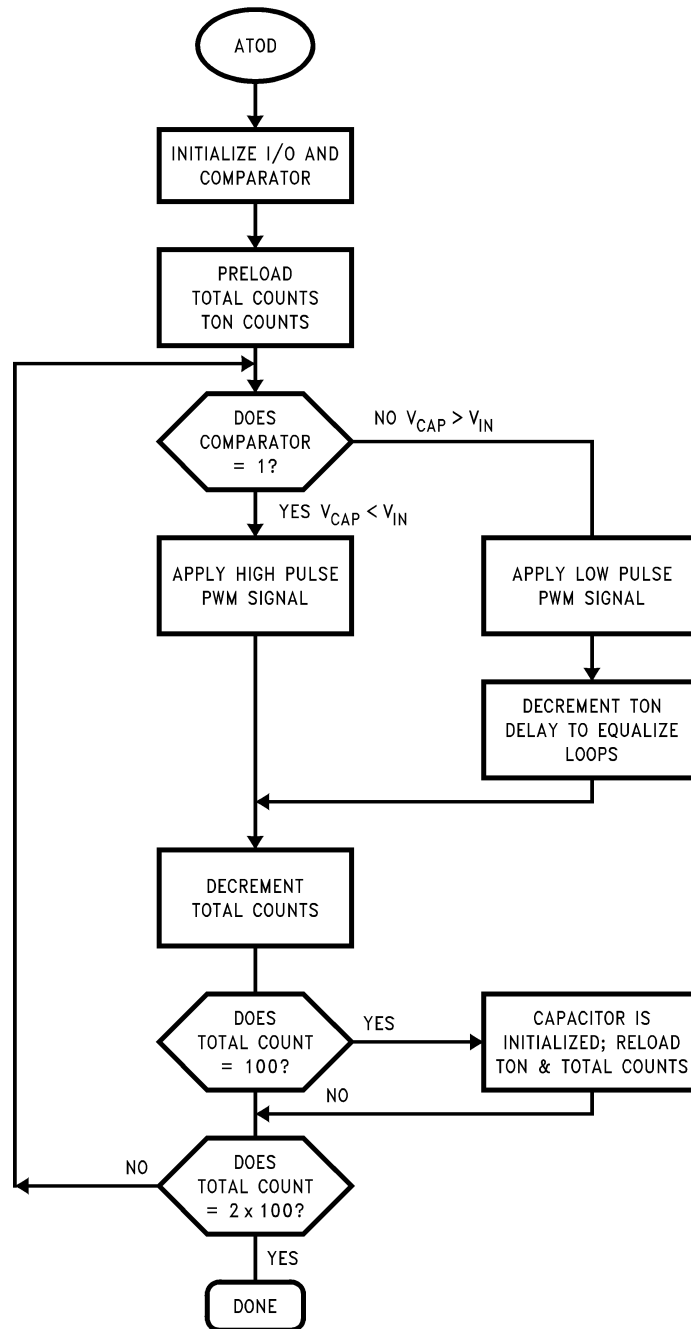 ATOD
INITIALIZE I/O AND
COMPARATOR
PRELOAD
TOTAL COUNTS
TON COUNTS
DOES
COMPARATOR
= 1?
NO V_CAP > V_IN
YES V_CAP < V_IN
APPLY HIGH PULSE
PWM SIGNAL
APPLY LOW PULSE
PWM SIGNAL
DECREMENT TON
DELAY TO EQUALIZE
LOOPS
DECREMENT
TOTAL COUNTS
DOES
TOTAL COUNT
= 100?
YES
CAPACITOR IS
INITIALIZED; RELOAD
TON & TOTAL COUNTS
NO
DOES
TOTAL COUNT
= 2 x 100?
NO
YES
DONE